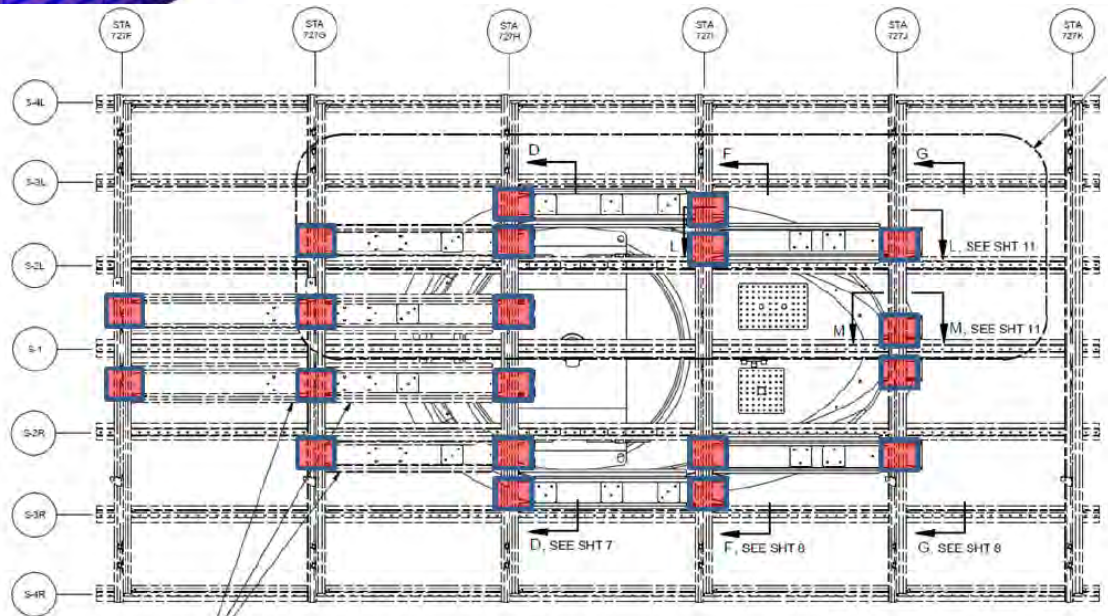 STA
727F
STA
727G
STA
727H
STA
727I
STA
727J
STA
727K
S-4L
S-3L
D
F
G
L
L, SEE SHT 11
S-2L
M
M, SEE SHT 11
S-1
S-2R
S-3R
D, SEE SHT 7
F, SEE SHT 8
G, SEE SHT 8
S-4R